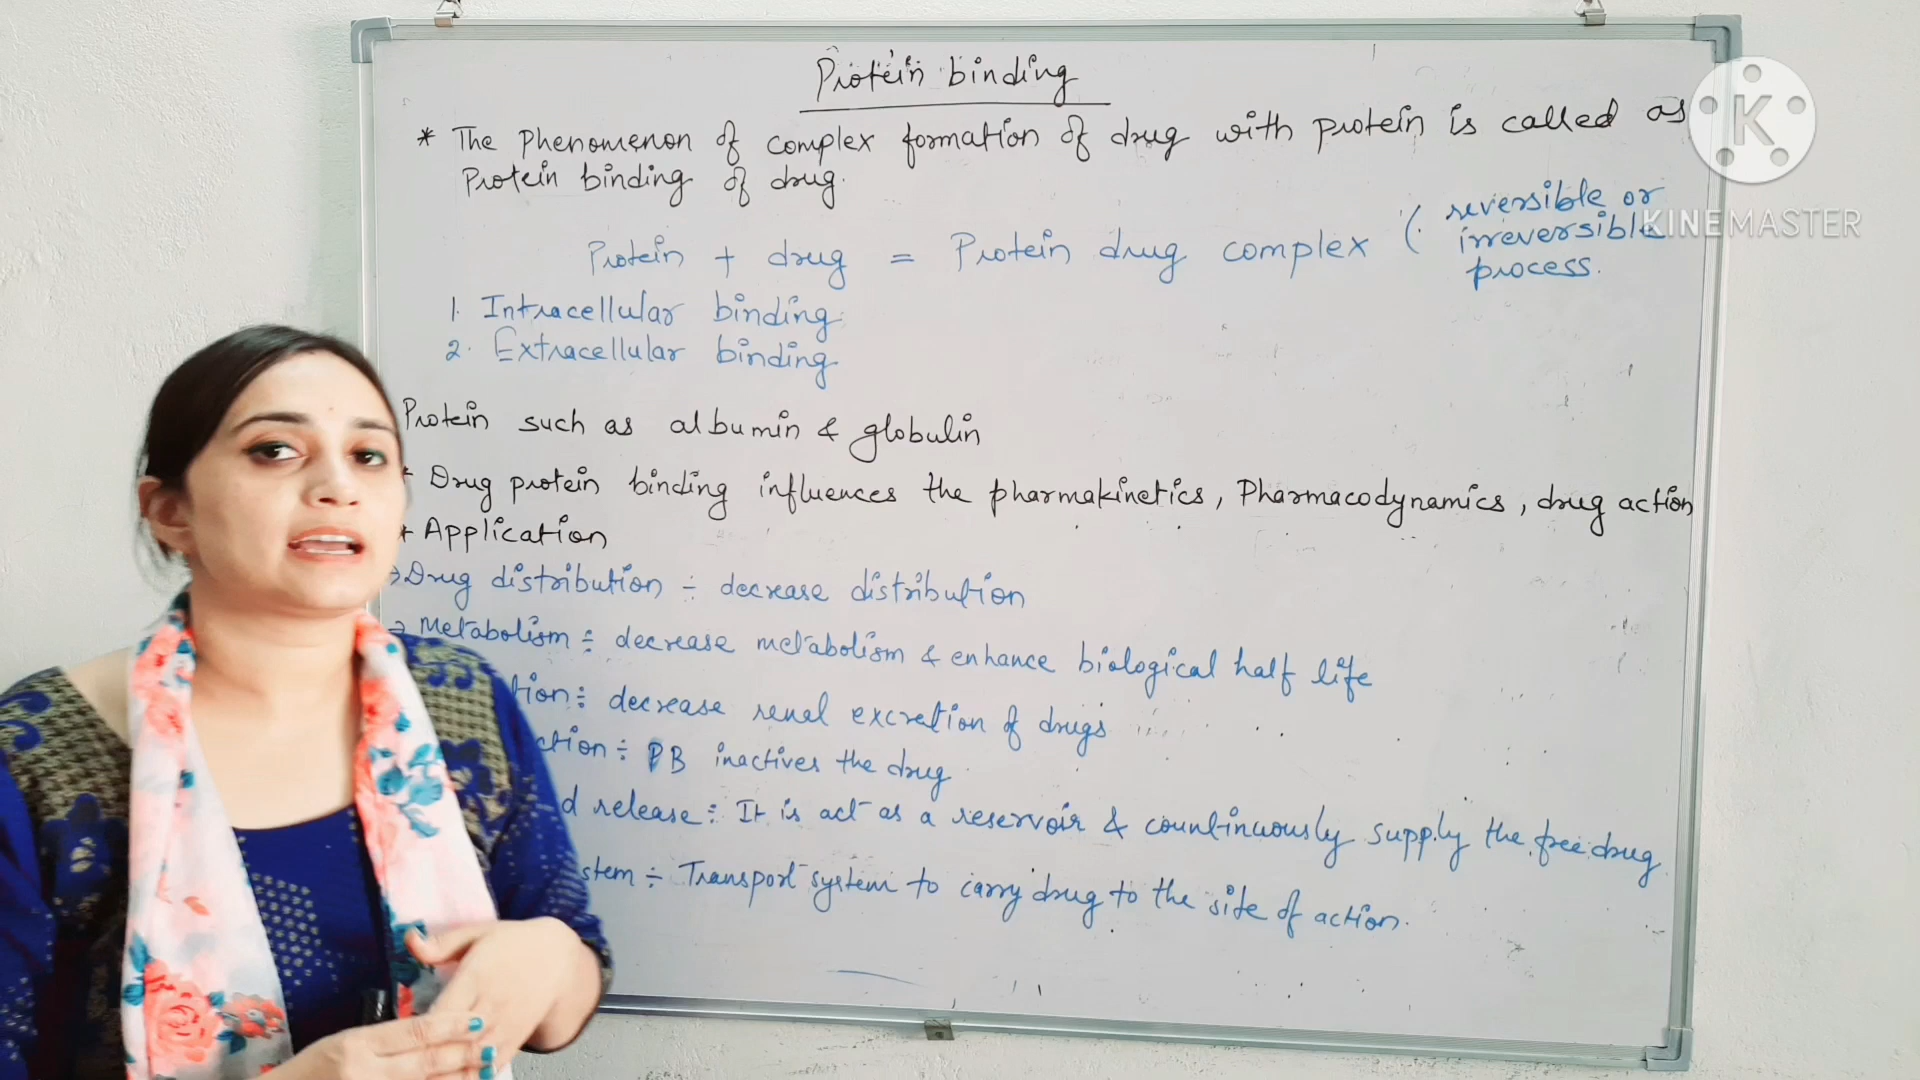 Protein binding
* The Phenomenon of complex formation of drug with protein is called as
Protein binding of drug.
Protein + drug = Protein drug complex ( reversible or
irreversible
process.
1. Intracellular binding
2. Extracellular binding
Protein such as albumin & globulin
* Drug protein binding influences the pharmakinetics, Pharmacodynamics, drug action
* Application
→ Drug distribution ÷ decrease distribution
→ Metabolism ÷ decrease metabolism & enhance biological half life
tion ÷ decrease renal excretion of drugs
ction ÷ PB inactives the drug
d release ÷ It is act as a reservoir & countinuously supply the free drug
stem ÷ Transport system to carry drug to the site of action.
K
KINEMASTER